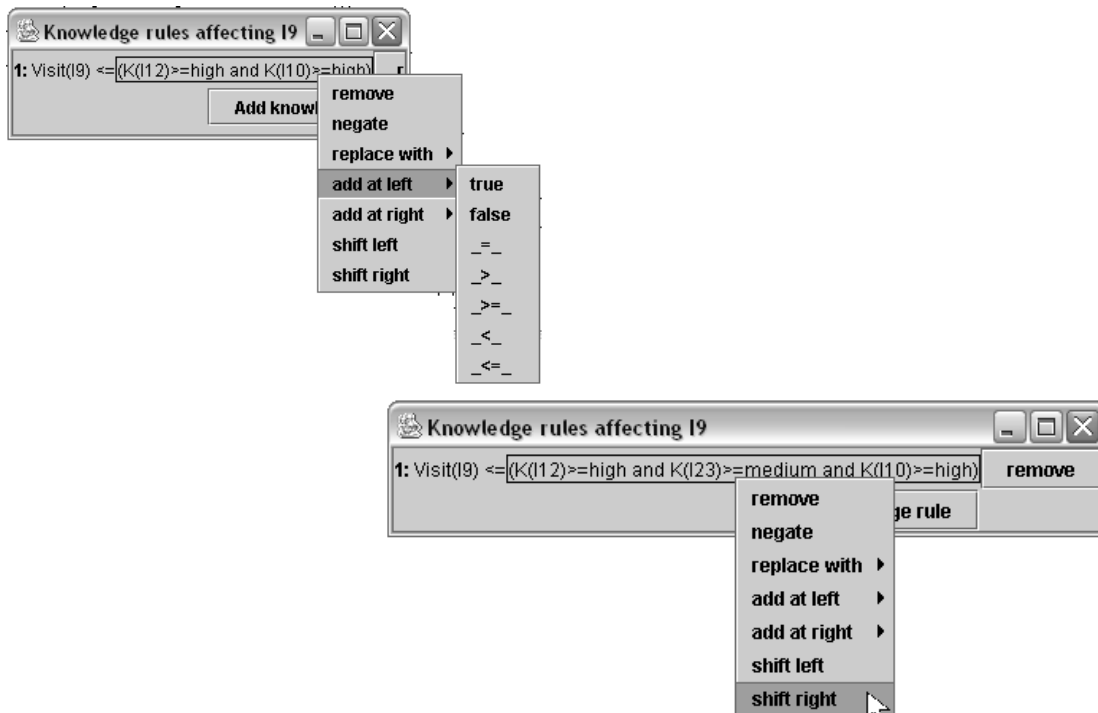 Knowledge rules affecting I9
1: Visit(I9) <=(K(I12)>=high and K(I10)>=high) r
Add knowl
remove
negate
replace with
add at left
add at right
shift left
shift right
true
false
_=_
_>_
_>=_
_<_
_<=_
Knowledge rules affecting I9
1: Visit(I9) <=(K(I12)>=high and K(I23)>=medium and K(I10)>=high) remove
ge rule
remove
negate
replace with
add at left
add at right
shift left
shift right